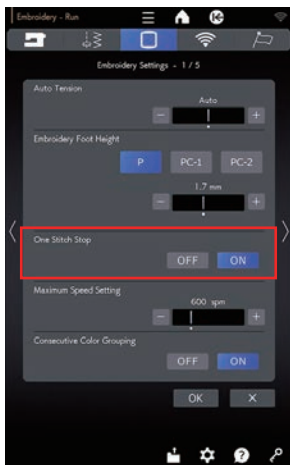 Embroidery - Run
Embroidery Settings - 1 / 5
Auto Tension
Auto
− +
Embroidery Foot Height
P PC-1 PC-2
1.7 mm
− +
One Stitch Stop
OFF ON
Maximum Speed Setting
600 spm
− +
Consecutive Color Grouping
OFF ON
OK X